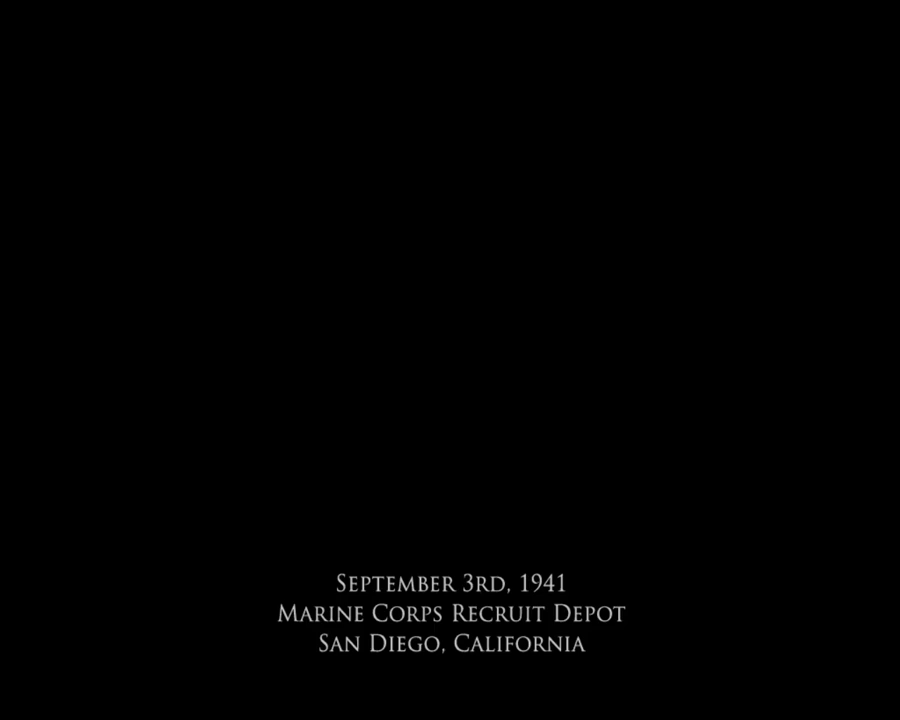 September 3rd, 1941
Marine Corps Recruit Depot
San Diego, California